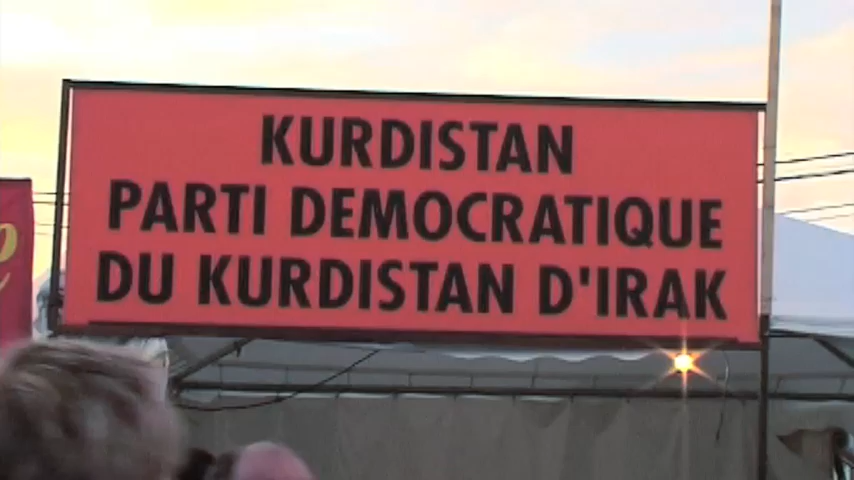 KURDISTAN
PARTI DEMOCRATIQUE
DU KURDISTAN D'IRAK